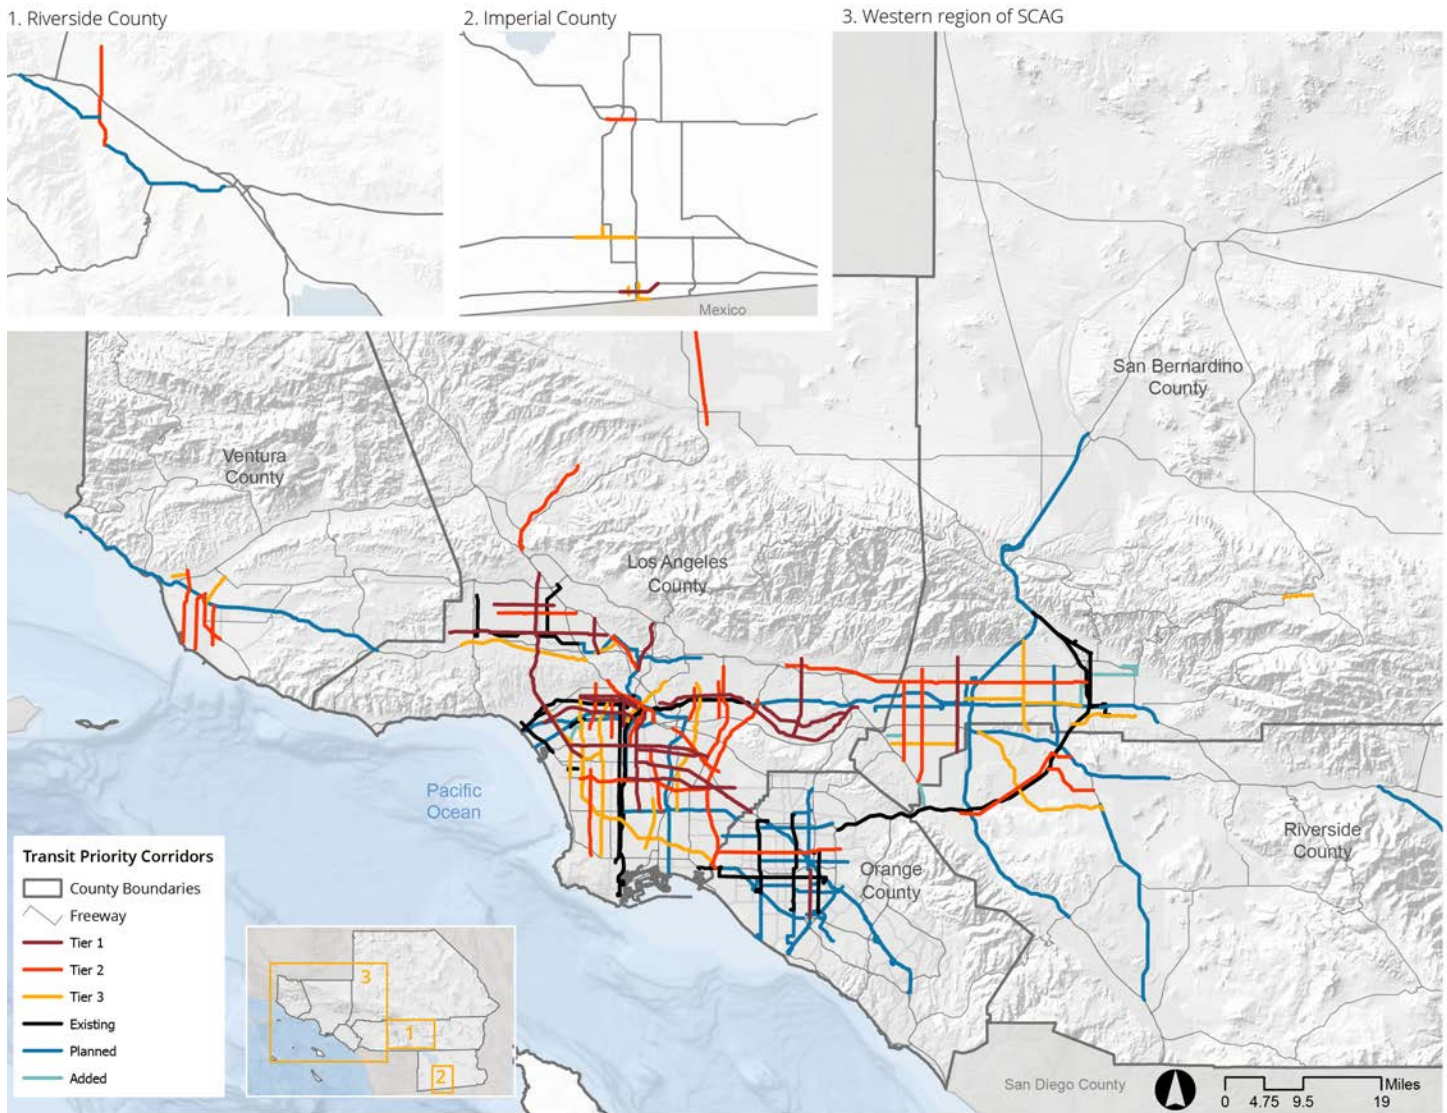 1. Riverside County
2. Imperial County
3. Western region of SCAG
Mexico
San Bernardino
County
Ventura
County
Los Angeles
County
Pacific
Ocean
Orange
County
Riverside
County
San Diego County
Transit Priority Corridors
County Boundaries
Freeway
Tier 1
Tier 2
Tier 3
Existing
Planned
Added
3
1
2
Miles
0 4.75 9.5 19